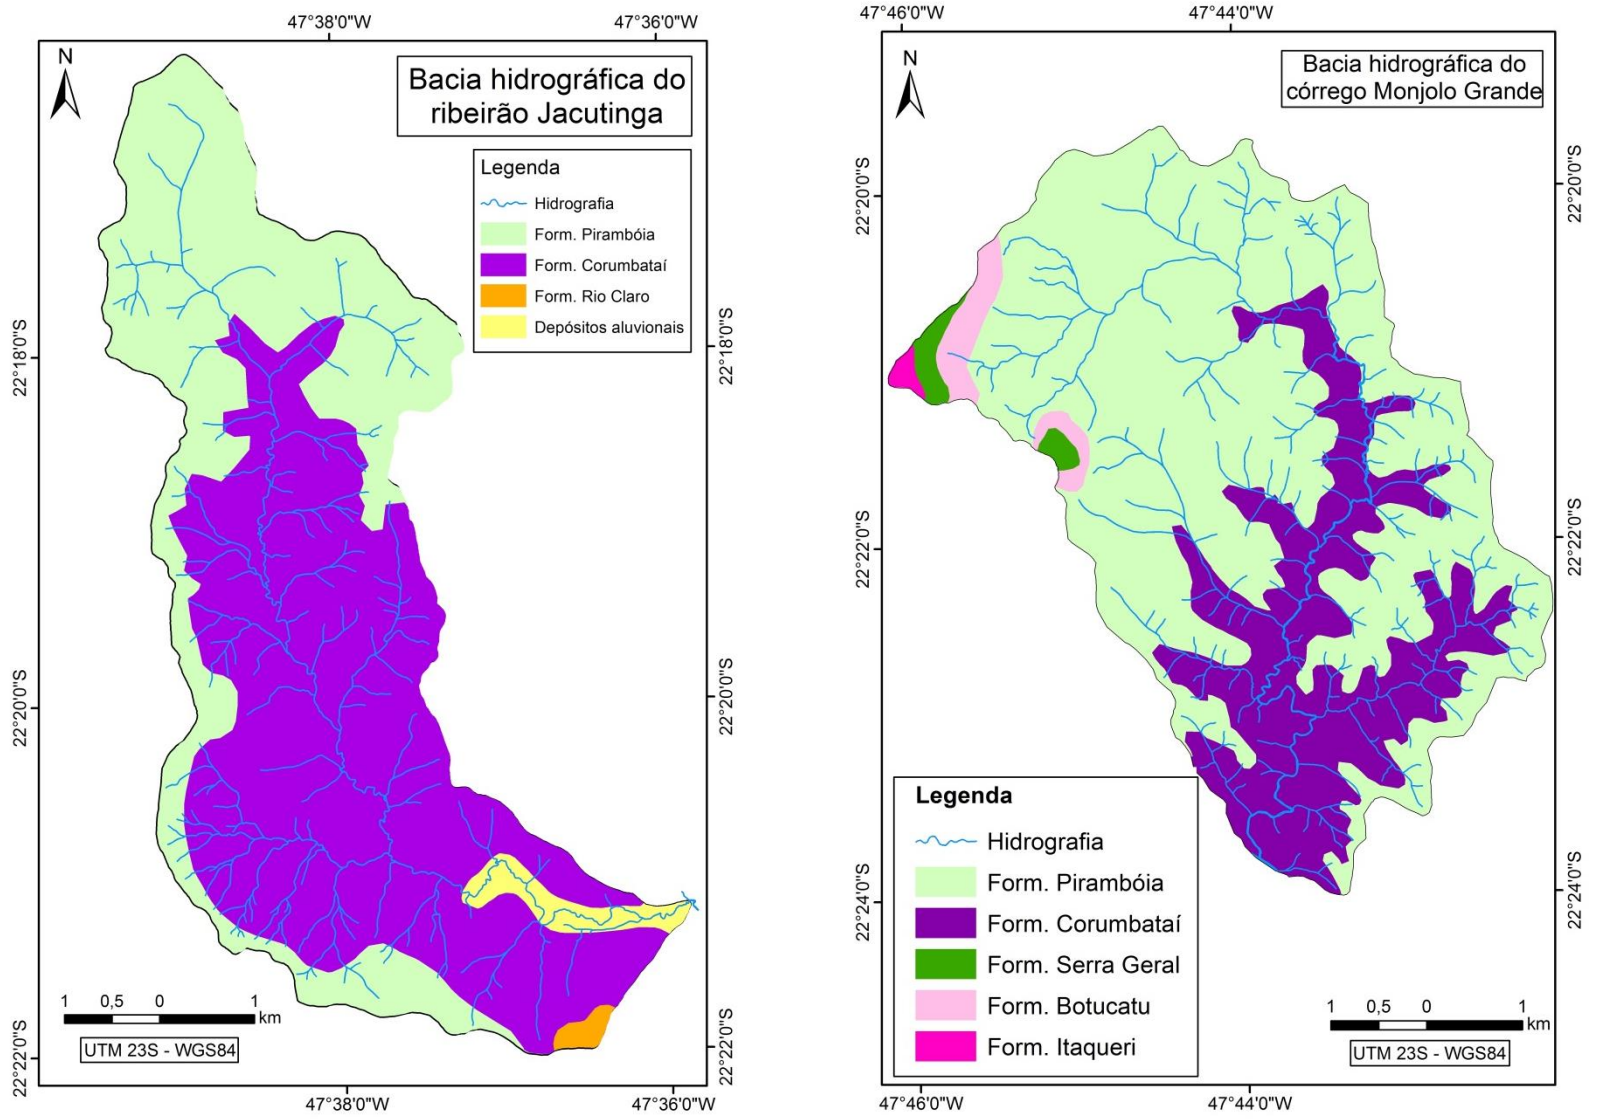 47°38'0"W
47°36'0"W
N
Bacia hidrográfica do
ribeirão Jacutinga
Legenda
Hidrografia
Form. Pirambóia
Form. Corumbataí
Form. Rio Claro
Depósitos aluvionais
22°18'0"S
22°18'0"S
22°20'0"S
22°20'0"S
22°22'0"S
22°22'0"S
1 0,5 0 1
km
UTM 23S - WGS84
47°38'0"W
47°36'0"W
47°46'0"W
47°44'0"W
N
Bacia hidrográfica do
córrego Monjolo Grande
22°20'0"S
22°20'0"S
22°22'0"S
22°22'0"S
22°24'0"S
22°24'0"S
Legenda
Hidrografia
Form. Pirambóia
Form. Corumbataí
Form. Serra Geral
Form. Botucatu
Form. Itaqueri
1 0,5 0 1
km
UTM 23S - WGS84
47°46'0"W
47°44'0"W